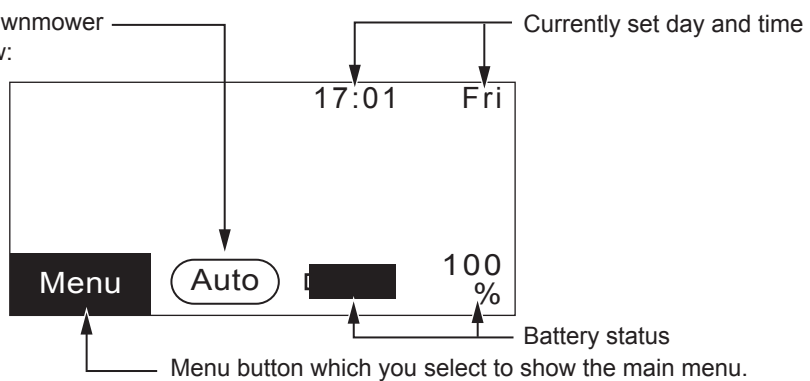 Currently set day and time
17:01 Fri
Menu Auto 100
%
Battery status
Menu button which you select to show the main menu.